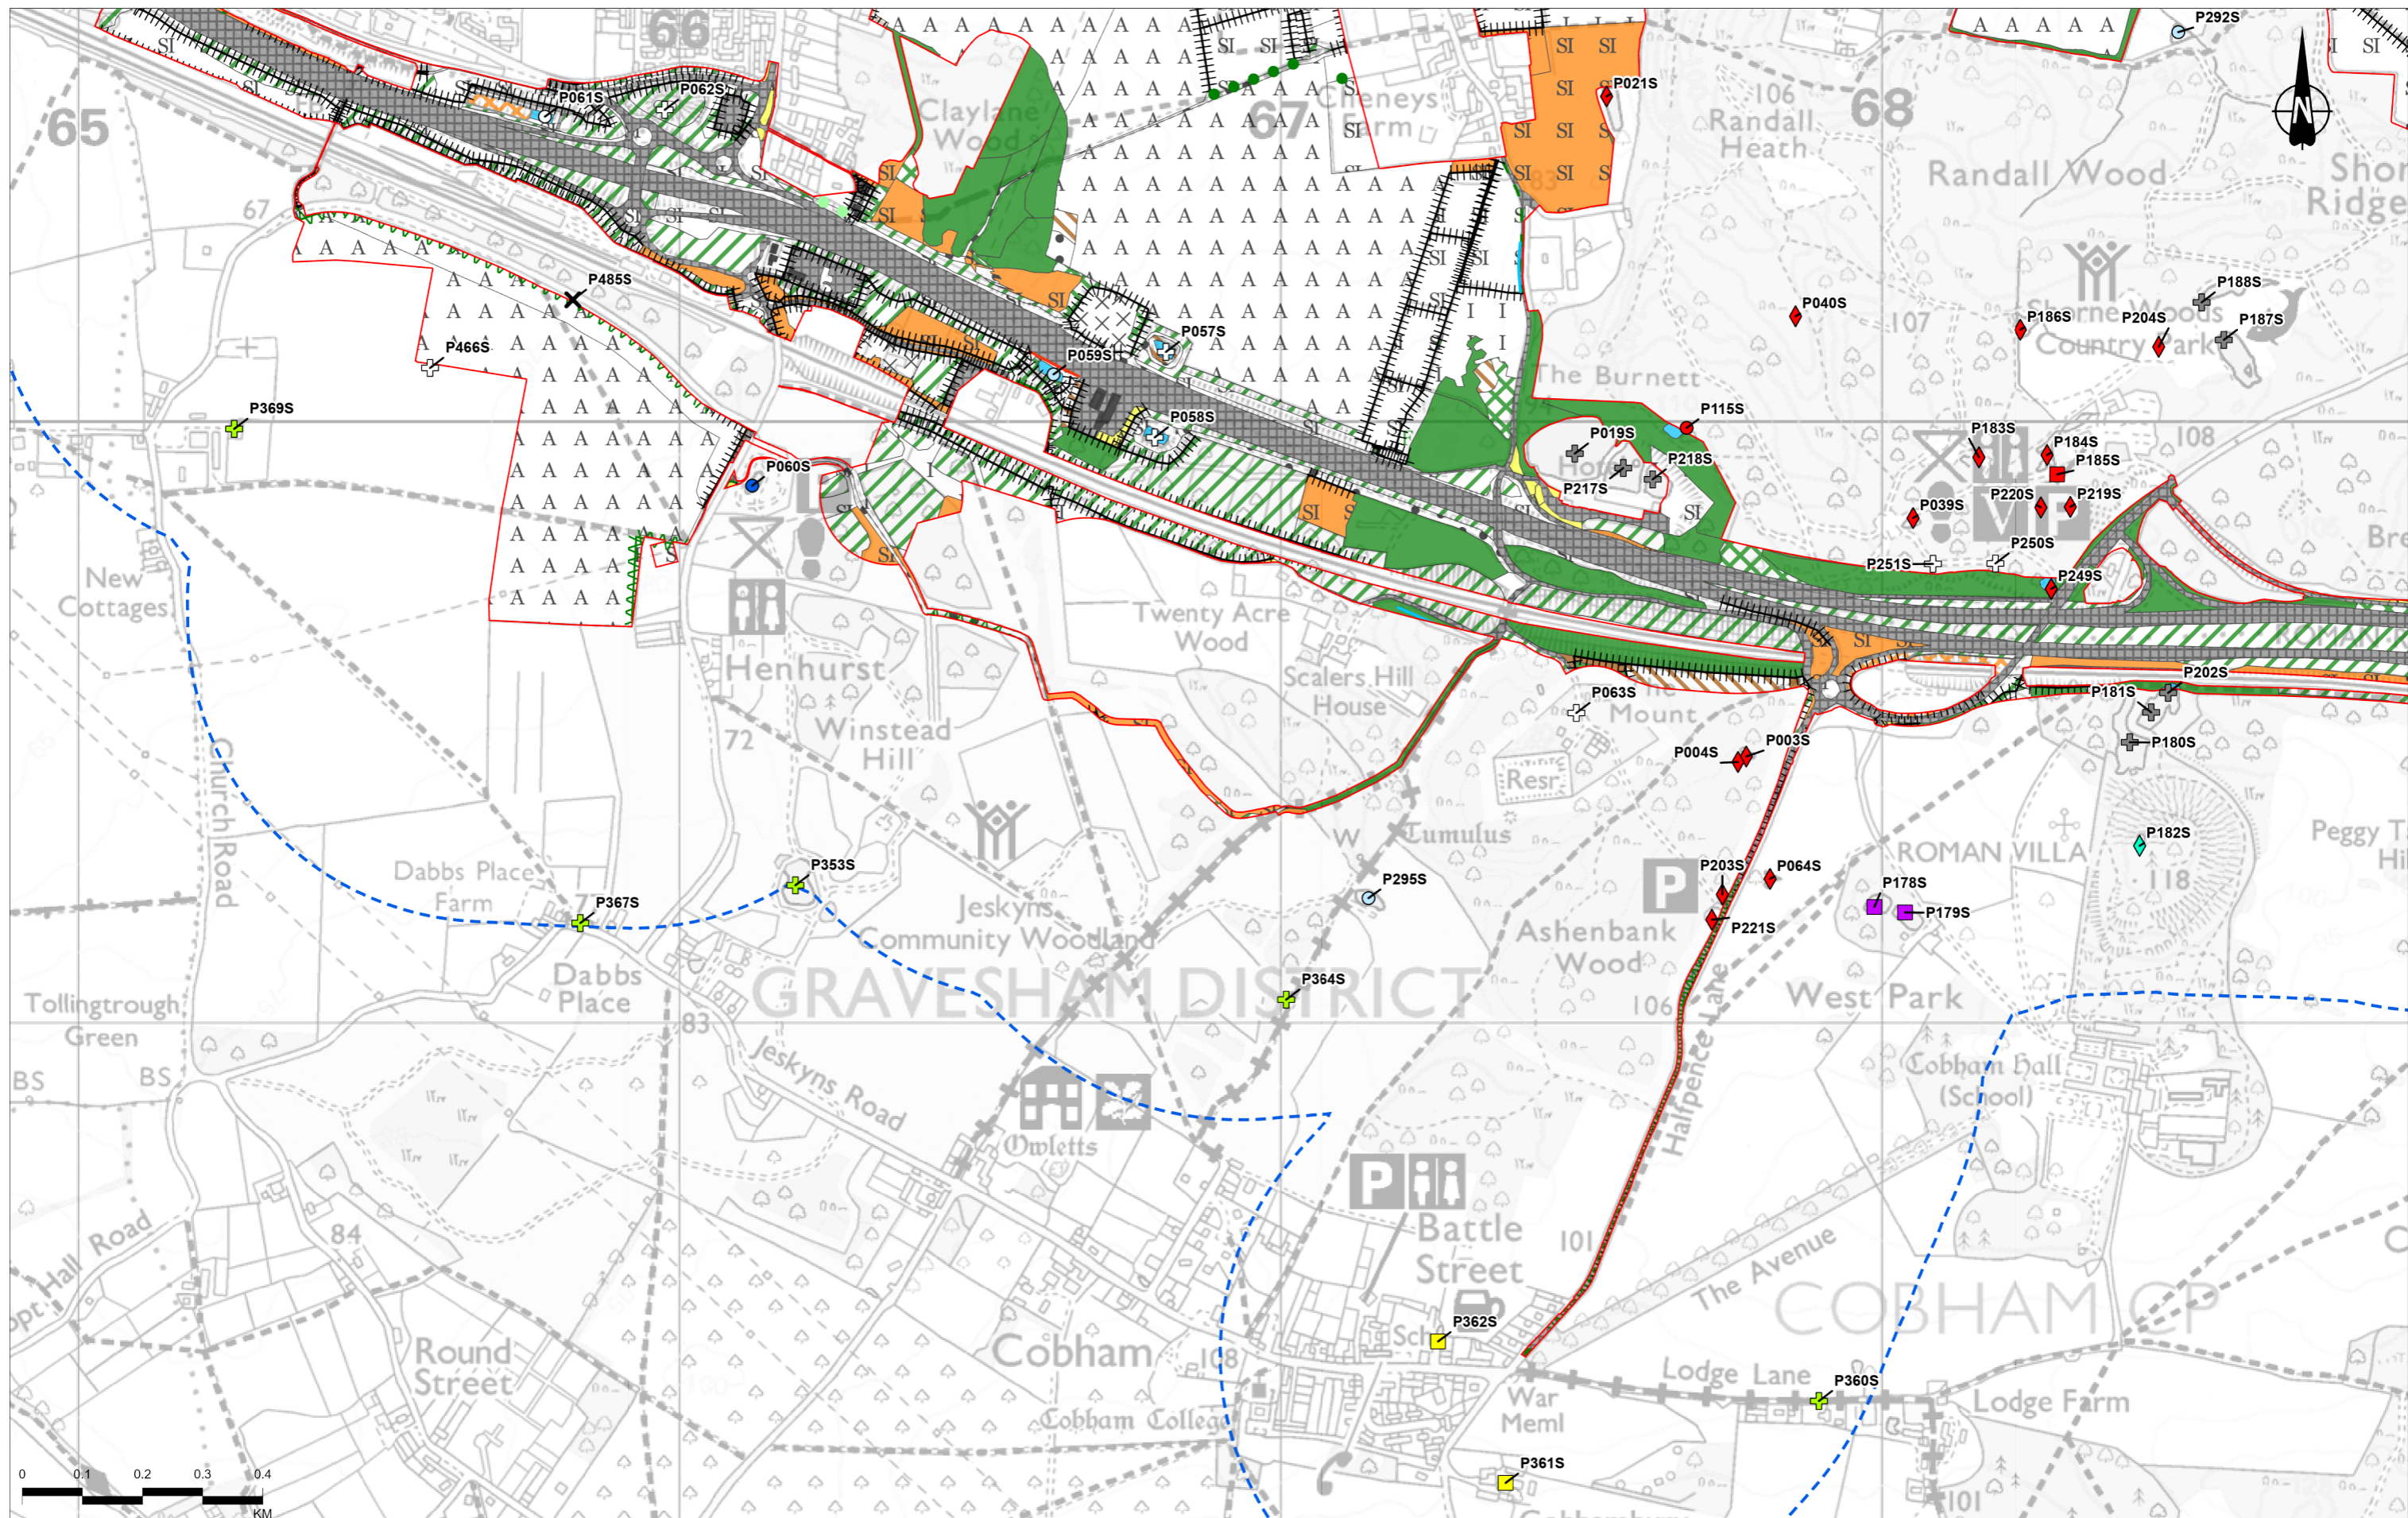 66
P292S
P062S
P061S
P021S
65
Claylane
Wood
67
Cheneys
Farm
106
Randall
Heath
68
N
Randall Wood
67
83
P485S
P188S
P040S
P186S
P204S
P187S
107
Shorne Woods
Country Park
P057S
P059S
P466S
The Burnett
94
P369S
P058S
P115S
P019S
P183S
P184S
108
P185S
P218S
P217S
P060S
P220S
P219S
P039S
P250S
P251S
P249S
New
Cottages
Twenty Acre
Wood
ROMAN
Henhurst
Scalers Hill
House
P202S
P181S
P063S
Mount
P180S
72
Winstead
Hill
P003S
P004S
Resr
Church Road
W
Tumulus
P182S
ROMAN VILLA
118
P353S
Dabbs Place
Farm
P203S
P064S
P
P295S
P178S
P179S
P367S
P221S
Jeskyns
Community Woodland
Ashenbank
Wood
Dabbs
Place
P364S
GRAVESHAM DISTRICT
West Park
Tollingtrough
Green
106
83
Halfpence Lane
Jeskyns Road
BS
BS
Cobham Hall
(School)
Owletts
P
Battle
Street
84
101
The Avenue
COBHAM CP
Round
Street
Cobham
108
Sch
P362S
Lodge Lane
P360S
Lodge Farm
War
Meml
Cobham College
P361S
101
0 0.1 0.2 0.3 0.4
KM